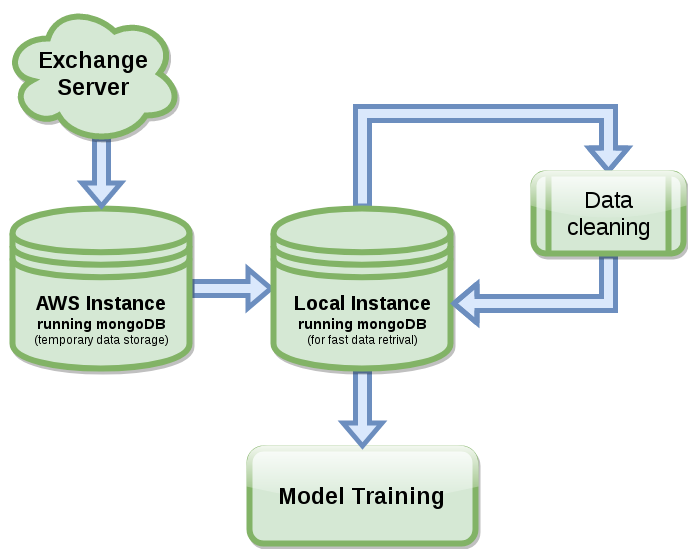 Exchange
Server
AWS Instance
running mongoDB
(temporary data storage)
Local Instance
running mongoDB
(for fast data retrival)
Data
cleaning
Model Training